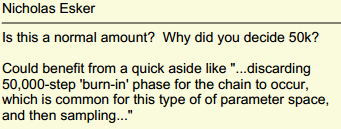 Nicholas Esker
Is this a normal amount?  Why did you decide 50k?
Could benefit from a quick aside like "...discarding
50,000-step 'burn-in' phase for the chain to occur,
which is common for this type of of parameter space,
and then sampling..."